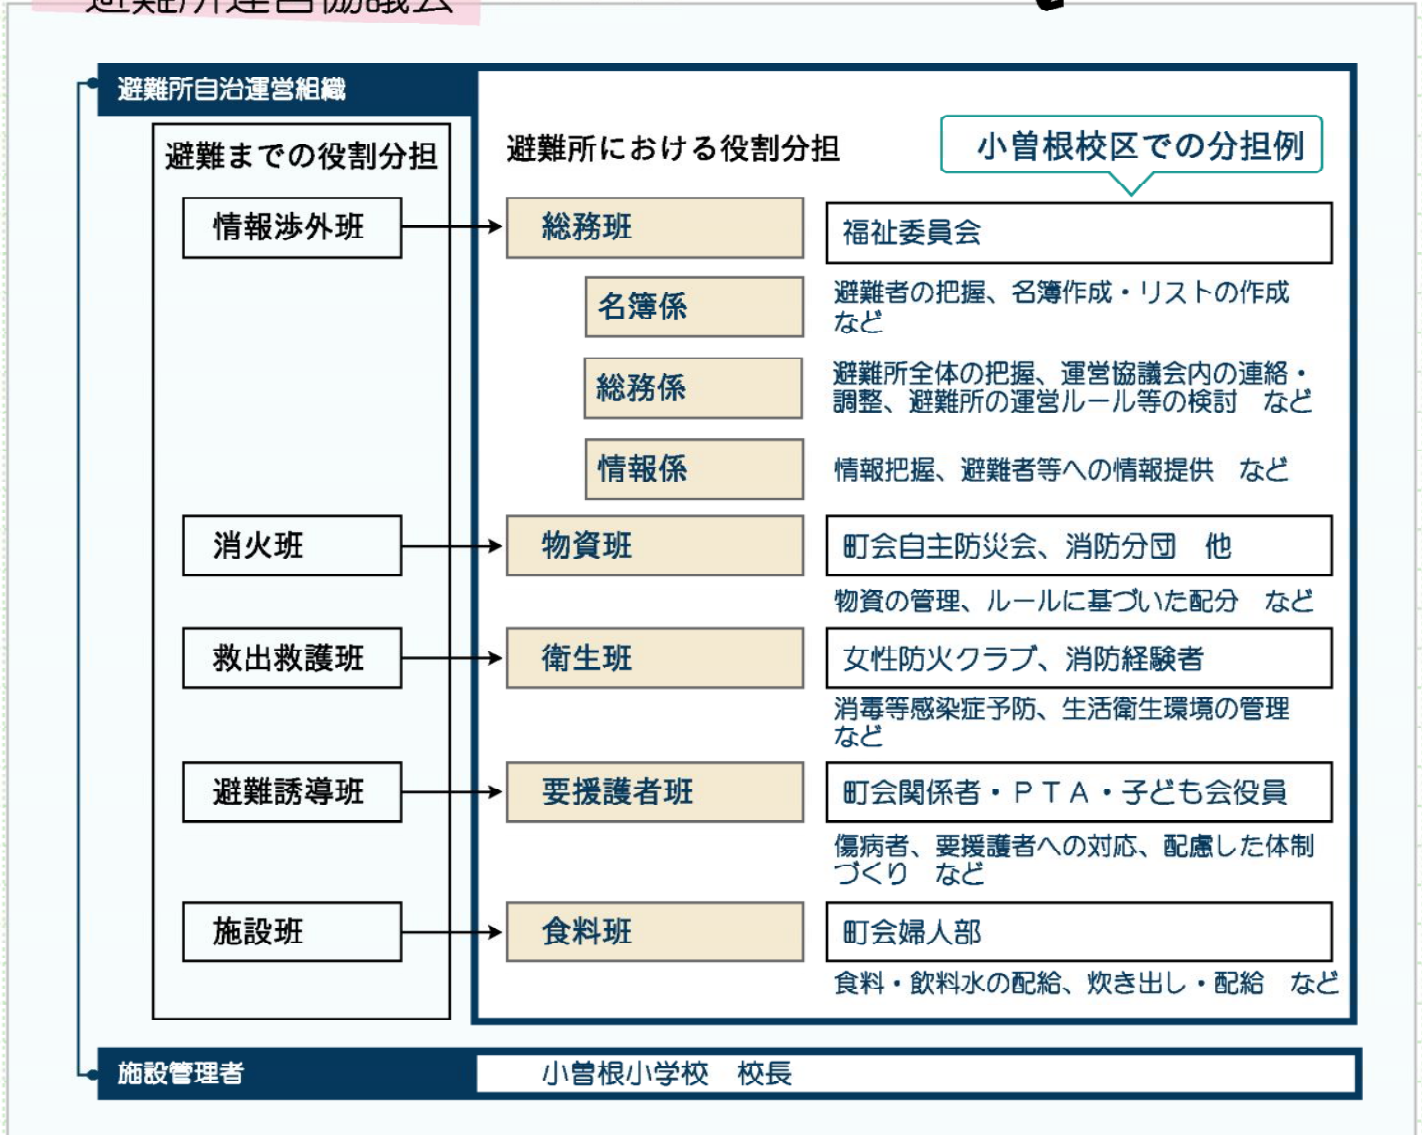 避難所運営協議会
避難所自治運営組織
避難までの役割分担
避難所における役割分担
小曽根校区での分担例
情報渉外班
総務班
福祉委員会
名簿係
避難者の把握、名簿作成・リストの作成
など
総務係
避難所全体の把握、運営協議会内の連絡・
調整、避難所の運営ルール等の検討　など
情報係
情報把握、避難者等への情報提供　など
消火班
物資班
町会自主防災会、消防分団　他
物資の管理、ルールに基づいた配分　など
救出救護班
衛生班
女性防火クラブ、消防経験者
消毒等感染症予防、生活衛生環境の管理
など
避難誘導班
要援護者班
町会関係者・ＰＴＡ・子ども会役員
傷病者、要援護者への対応、配慮した体制
づくり　など
施設班
食料班
町会婦人部
食料・飲料水の配給、炊き出し・配給　など
施設管理者
小曽根小学校　校長